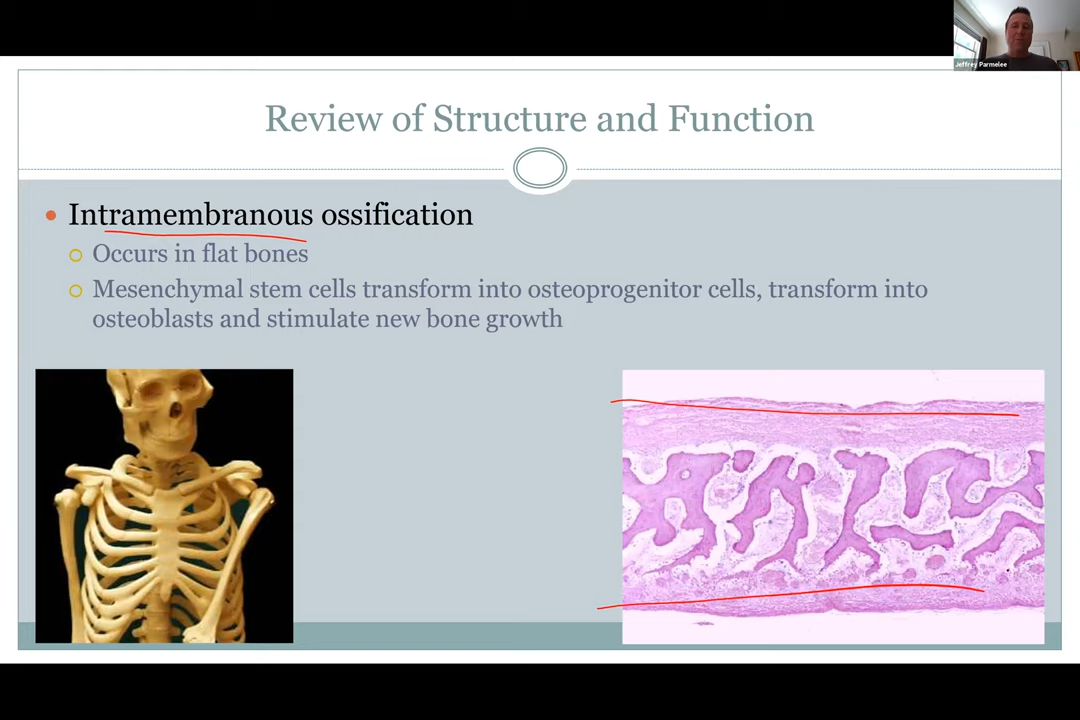 Jeffrey Parmelee
Review of Structure and Function
Intramembranous ossification
Occurs in flat bones
Mesenchymal stem cells transform into osteoprogenitor cells, transform into
osteoblasts and stimulate new bone growth